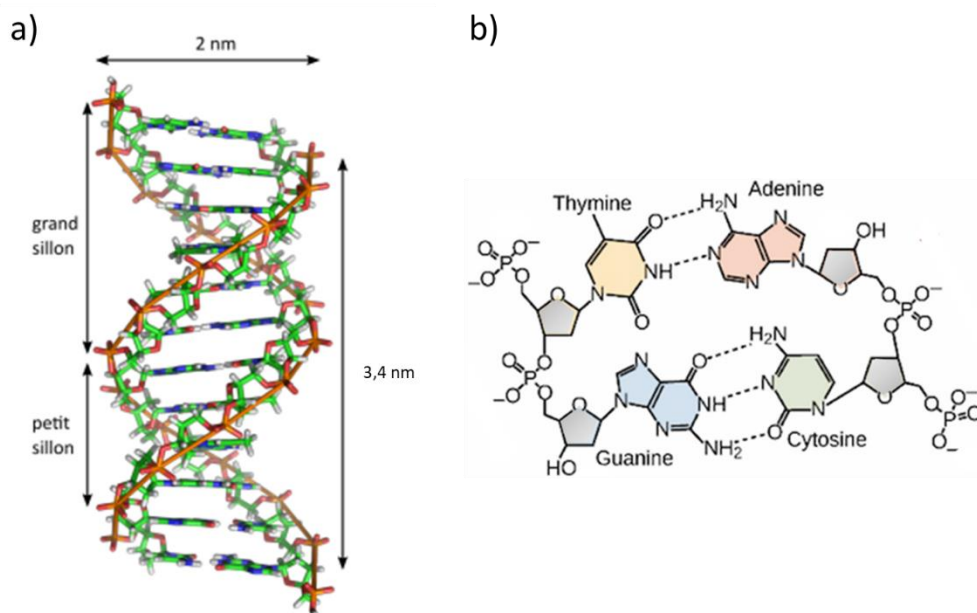 a)
2 nm
grand
sillon
petit
sillon
3,4 nm
b)
Thymine
Adenine
O
H₂N
N
N
N
N
NH
N
O
OH
O
O
P
O⁻
⁻O
O
O
O
P
O⁻
⁻O
O
O
P
O⁻
O
⁻O
O
O
H₂N
N
O
N
N
N
NH
N
N
O
NH₂
O
O
O
P
O⁻
O
⁻O
HO
Guanine
Cytosine